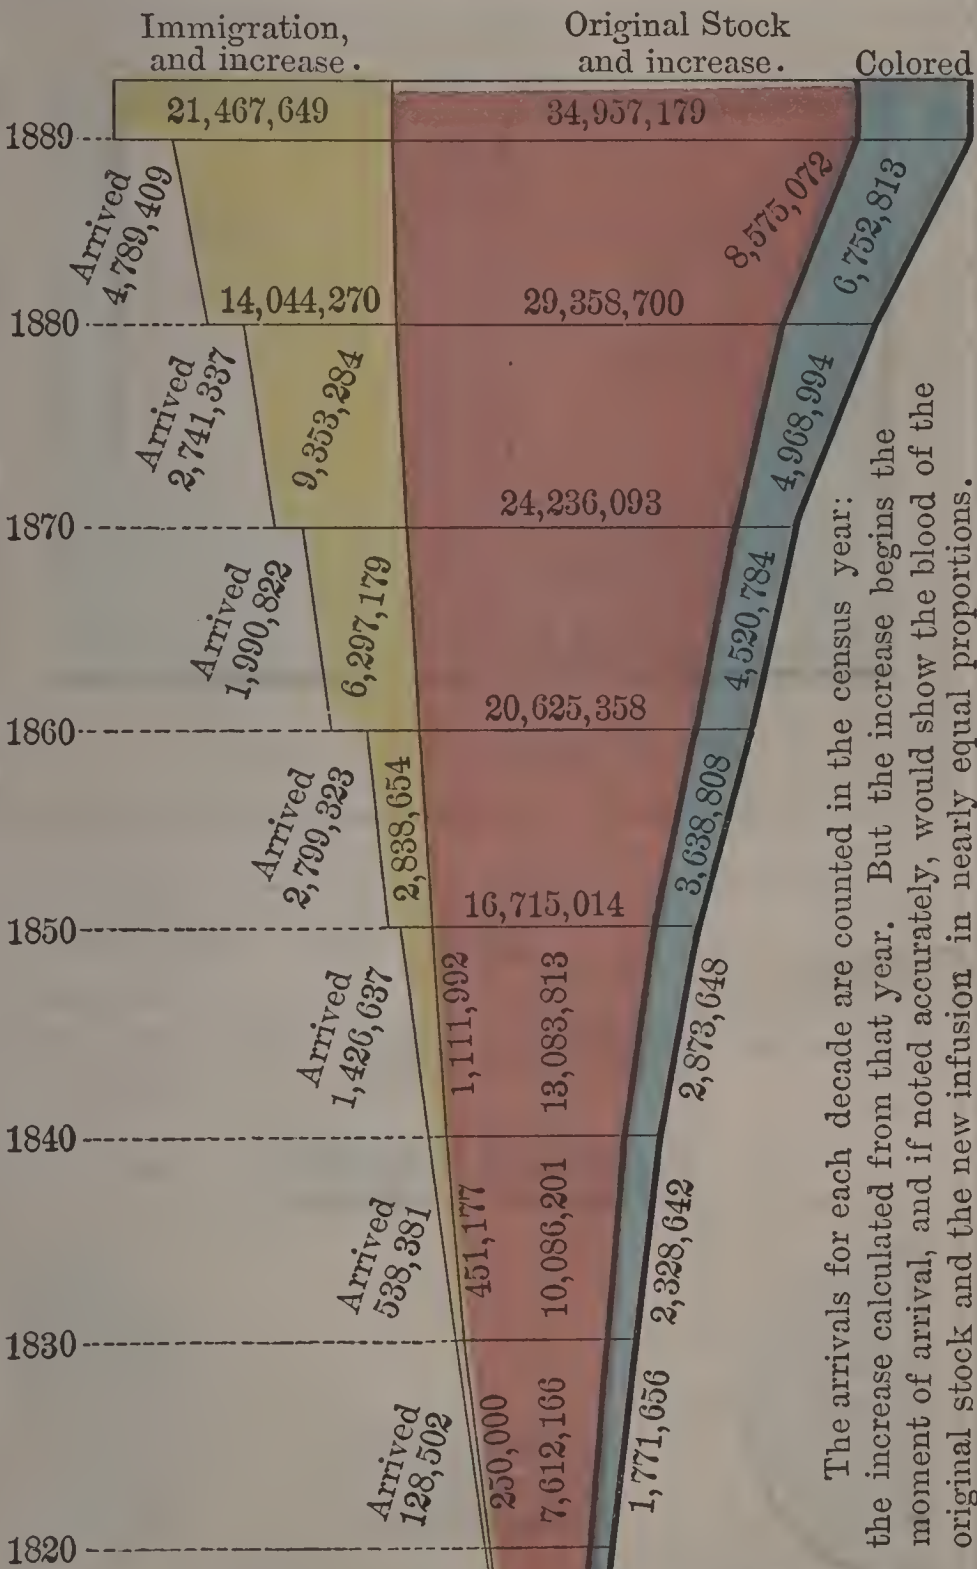 Immigration,
and increase.
Original Stock
and increase.
Colored
21,467,649
34,957,179
1889
Arrived
4,789,409
8,575,072
6,752,813
14,044,270
29,358,700
1880
Arrived
2,741,337
9,353,284
4,968,994
24,236,093
1870
Arrived
1,990,822
6,297,179
4,520,784
20,625,358
1860
Arrived
2,799,323
2,838,654
3,638,808
16,715,014
1850
Arrived
1,426,637
1,111,992
13,083,813
2,873,648
1840
Arrived
538,381
451,177
10,086,201
2,328,642
1830
Arrived
128,502
250,000
7,612,166
1,771,656
1820
The arrivals for each decade are counted in the census year:
the increase calculated from that year. But the increase begins the
moment of arrival, and if noted accurately, would show the blood of the
original stock and the new infusion in nearly equal proportions.